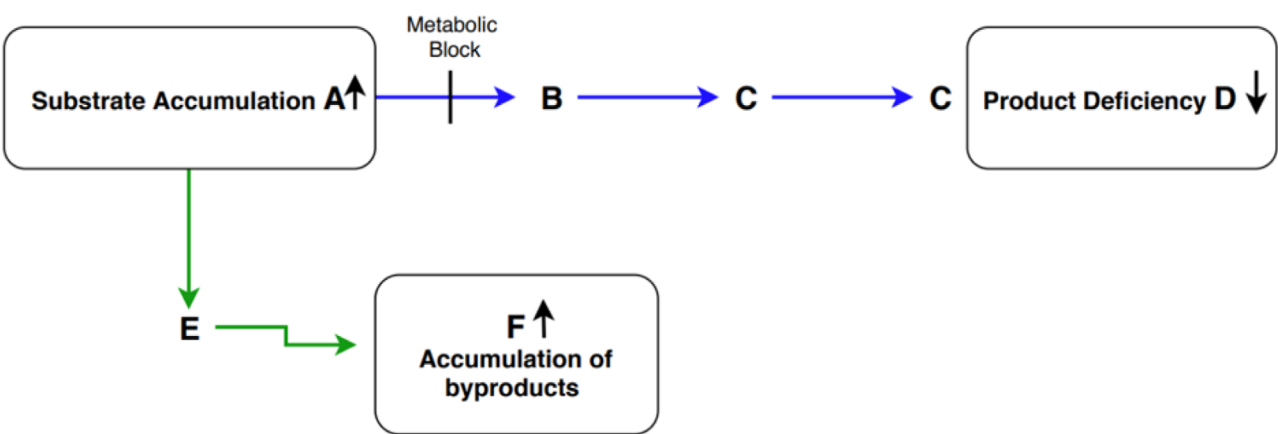 Metabolic
Block
Substrate Accumulation A B C C Product Deficiency D
E
F
Accumulation of
byproducts